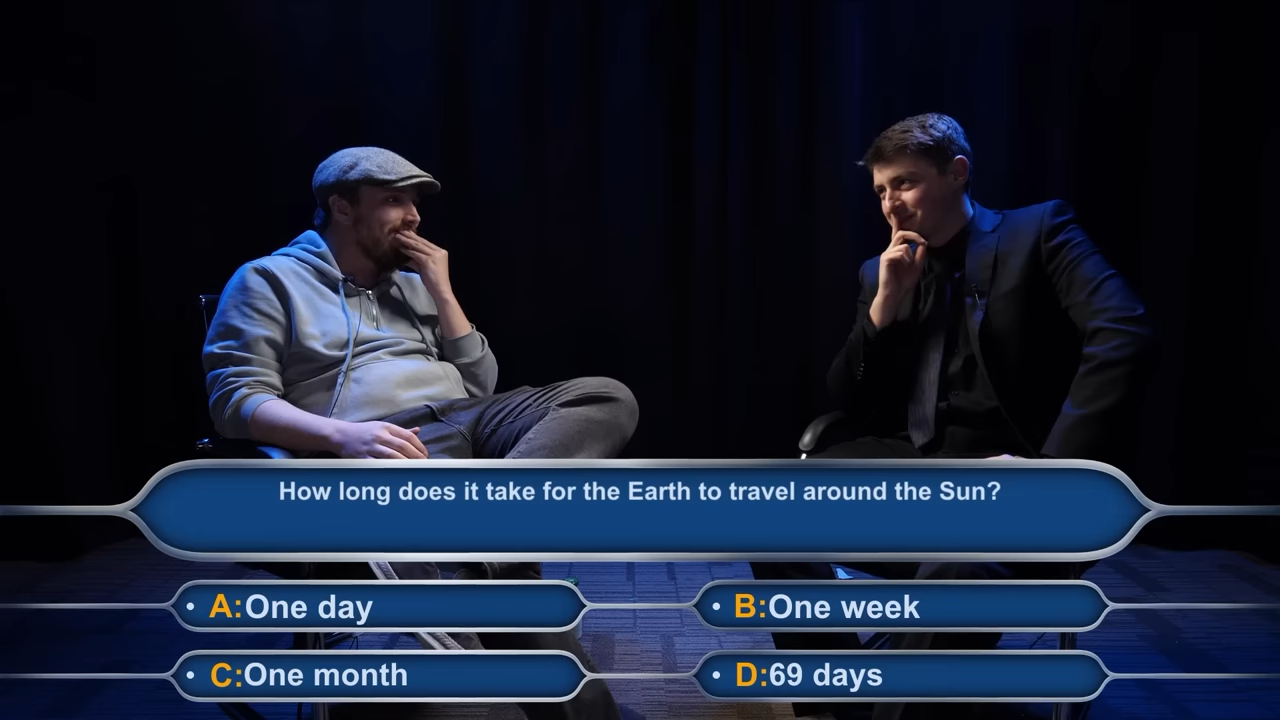 How long does it take for the Earth to travel around the Sun?
• A:One day
• B:One week
• C:One month
• D:69 days